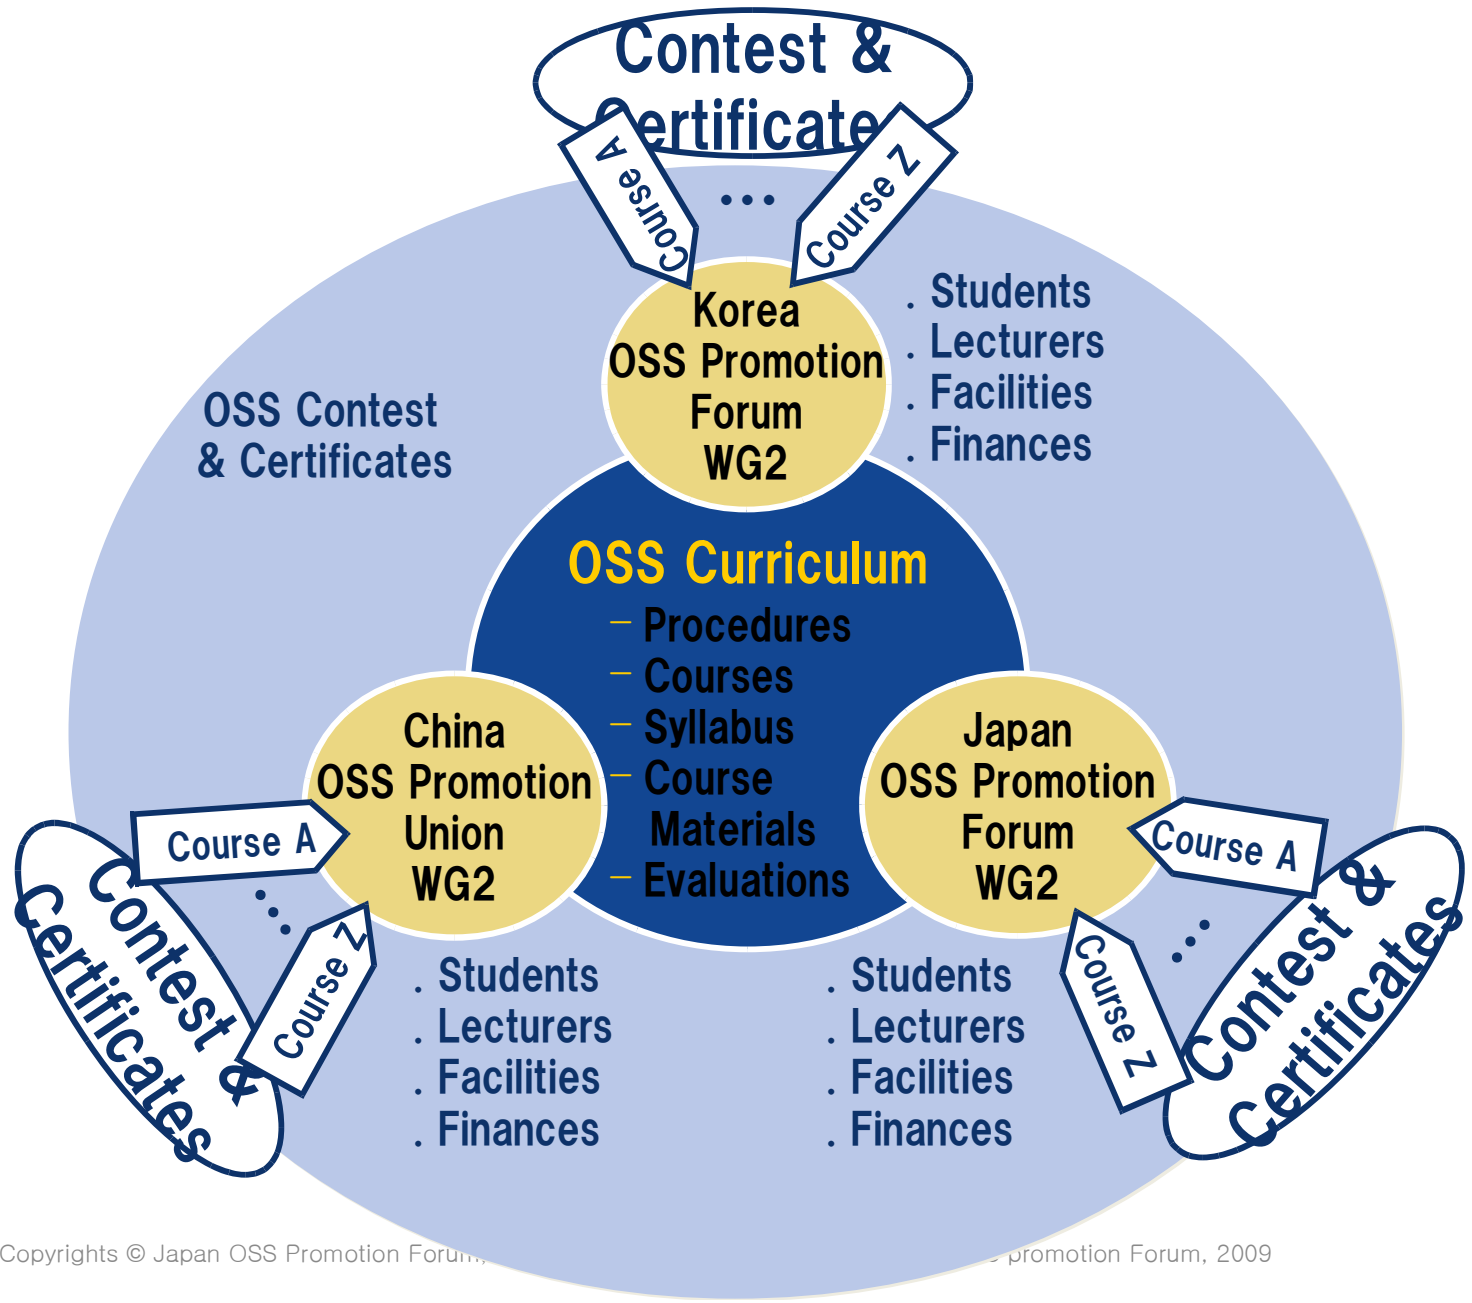 Contest &
Certificate
Course A
...
Course Z
Korea
OSS Promotion
Forum
WG2
. Students
. Lecturers
. Facilities
. Finances
OSS Contest
& Certificates
OSS Curriculum
– Procedures
– Courses
– Syllabus
– Course
Materials
– Evaluations
China
OSS Promotion
Union
WG2
Course A
...
Course Z
Contest &
Certificates
. Students
. Lecturers
. Facilities
. Finances
Japan
OSS Promotion
Forum
WG2
Course A
...
Course Z
Contest &
Certificates
. Students
. Lecturers
. Facilities
. Finances
Copyrights © Japan OSS Promotion Forum, promotion Forum, 2009